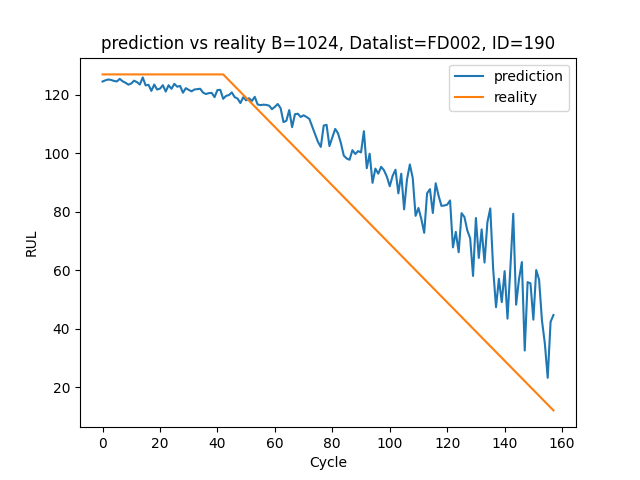 prediction vs reality B=1024, Datalist=FD002, ID=190
prediction
reality
120
100
80
60
40
20
RUL
0 20 40 60 80 100 120 140 160
Cycle